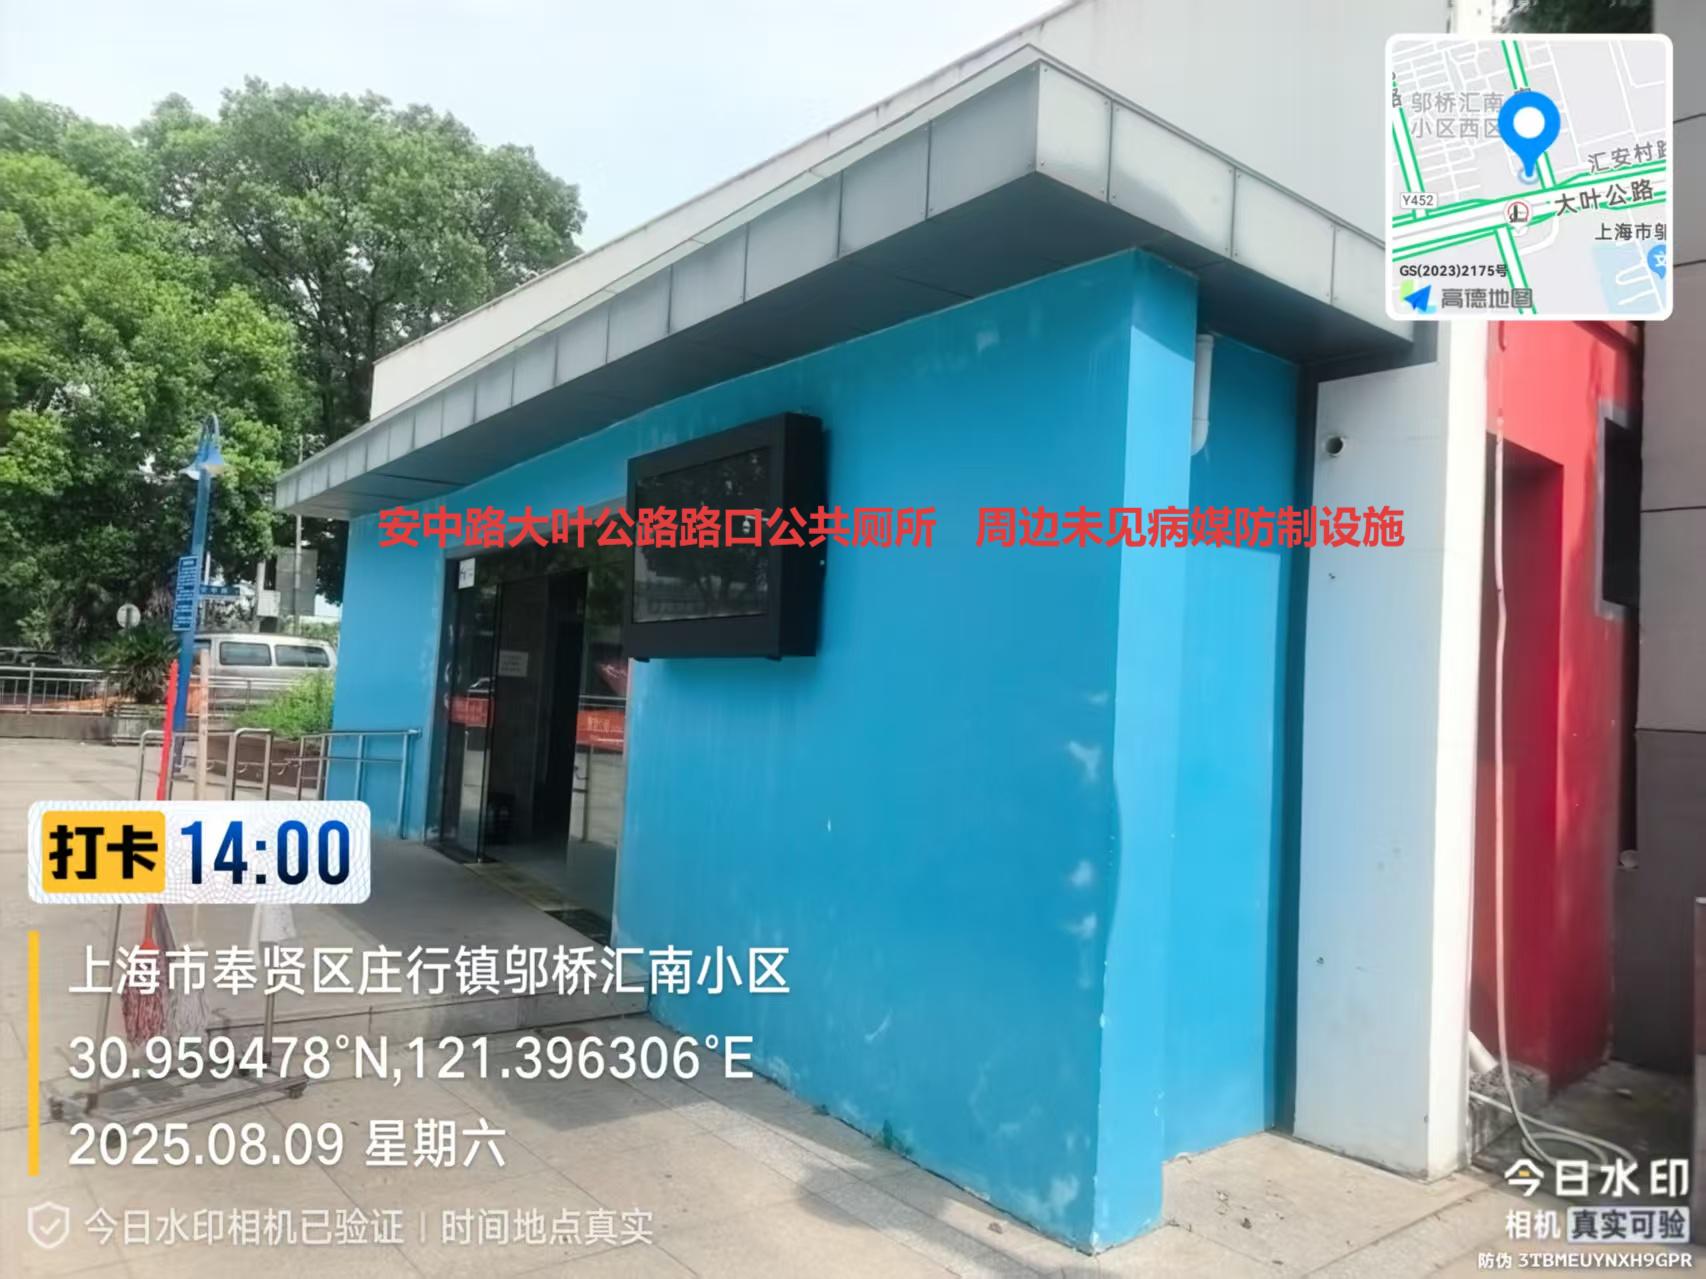 邬桥汇南
小区西区
汇安村路
Y452
大叶公路
上海市邬
GS(2023)2175号
高德地图
安中路大叶公路路口公共厕所 周边未见病媒防制设施
打卡 14:00
上海市奉贤区庄行镇邬桥汇南小区
30.959478°N,121.396306°E
2025.08.09 星期六
今日水印相机已验证 | 时间地点真实
今日水印
相机 真实可验
防伪 3TBMEUYNXH9GPR